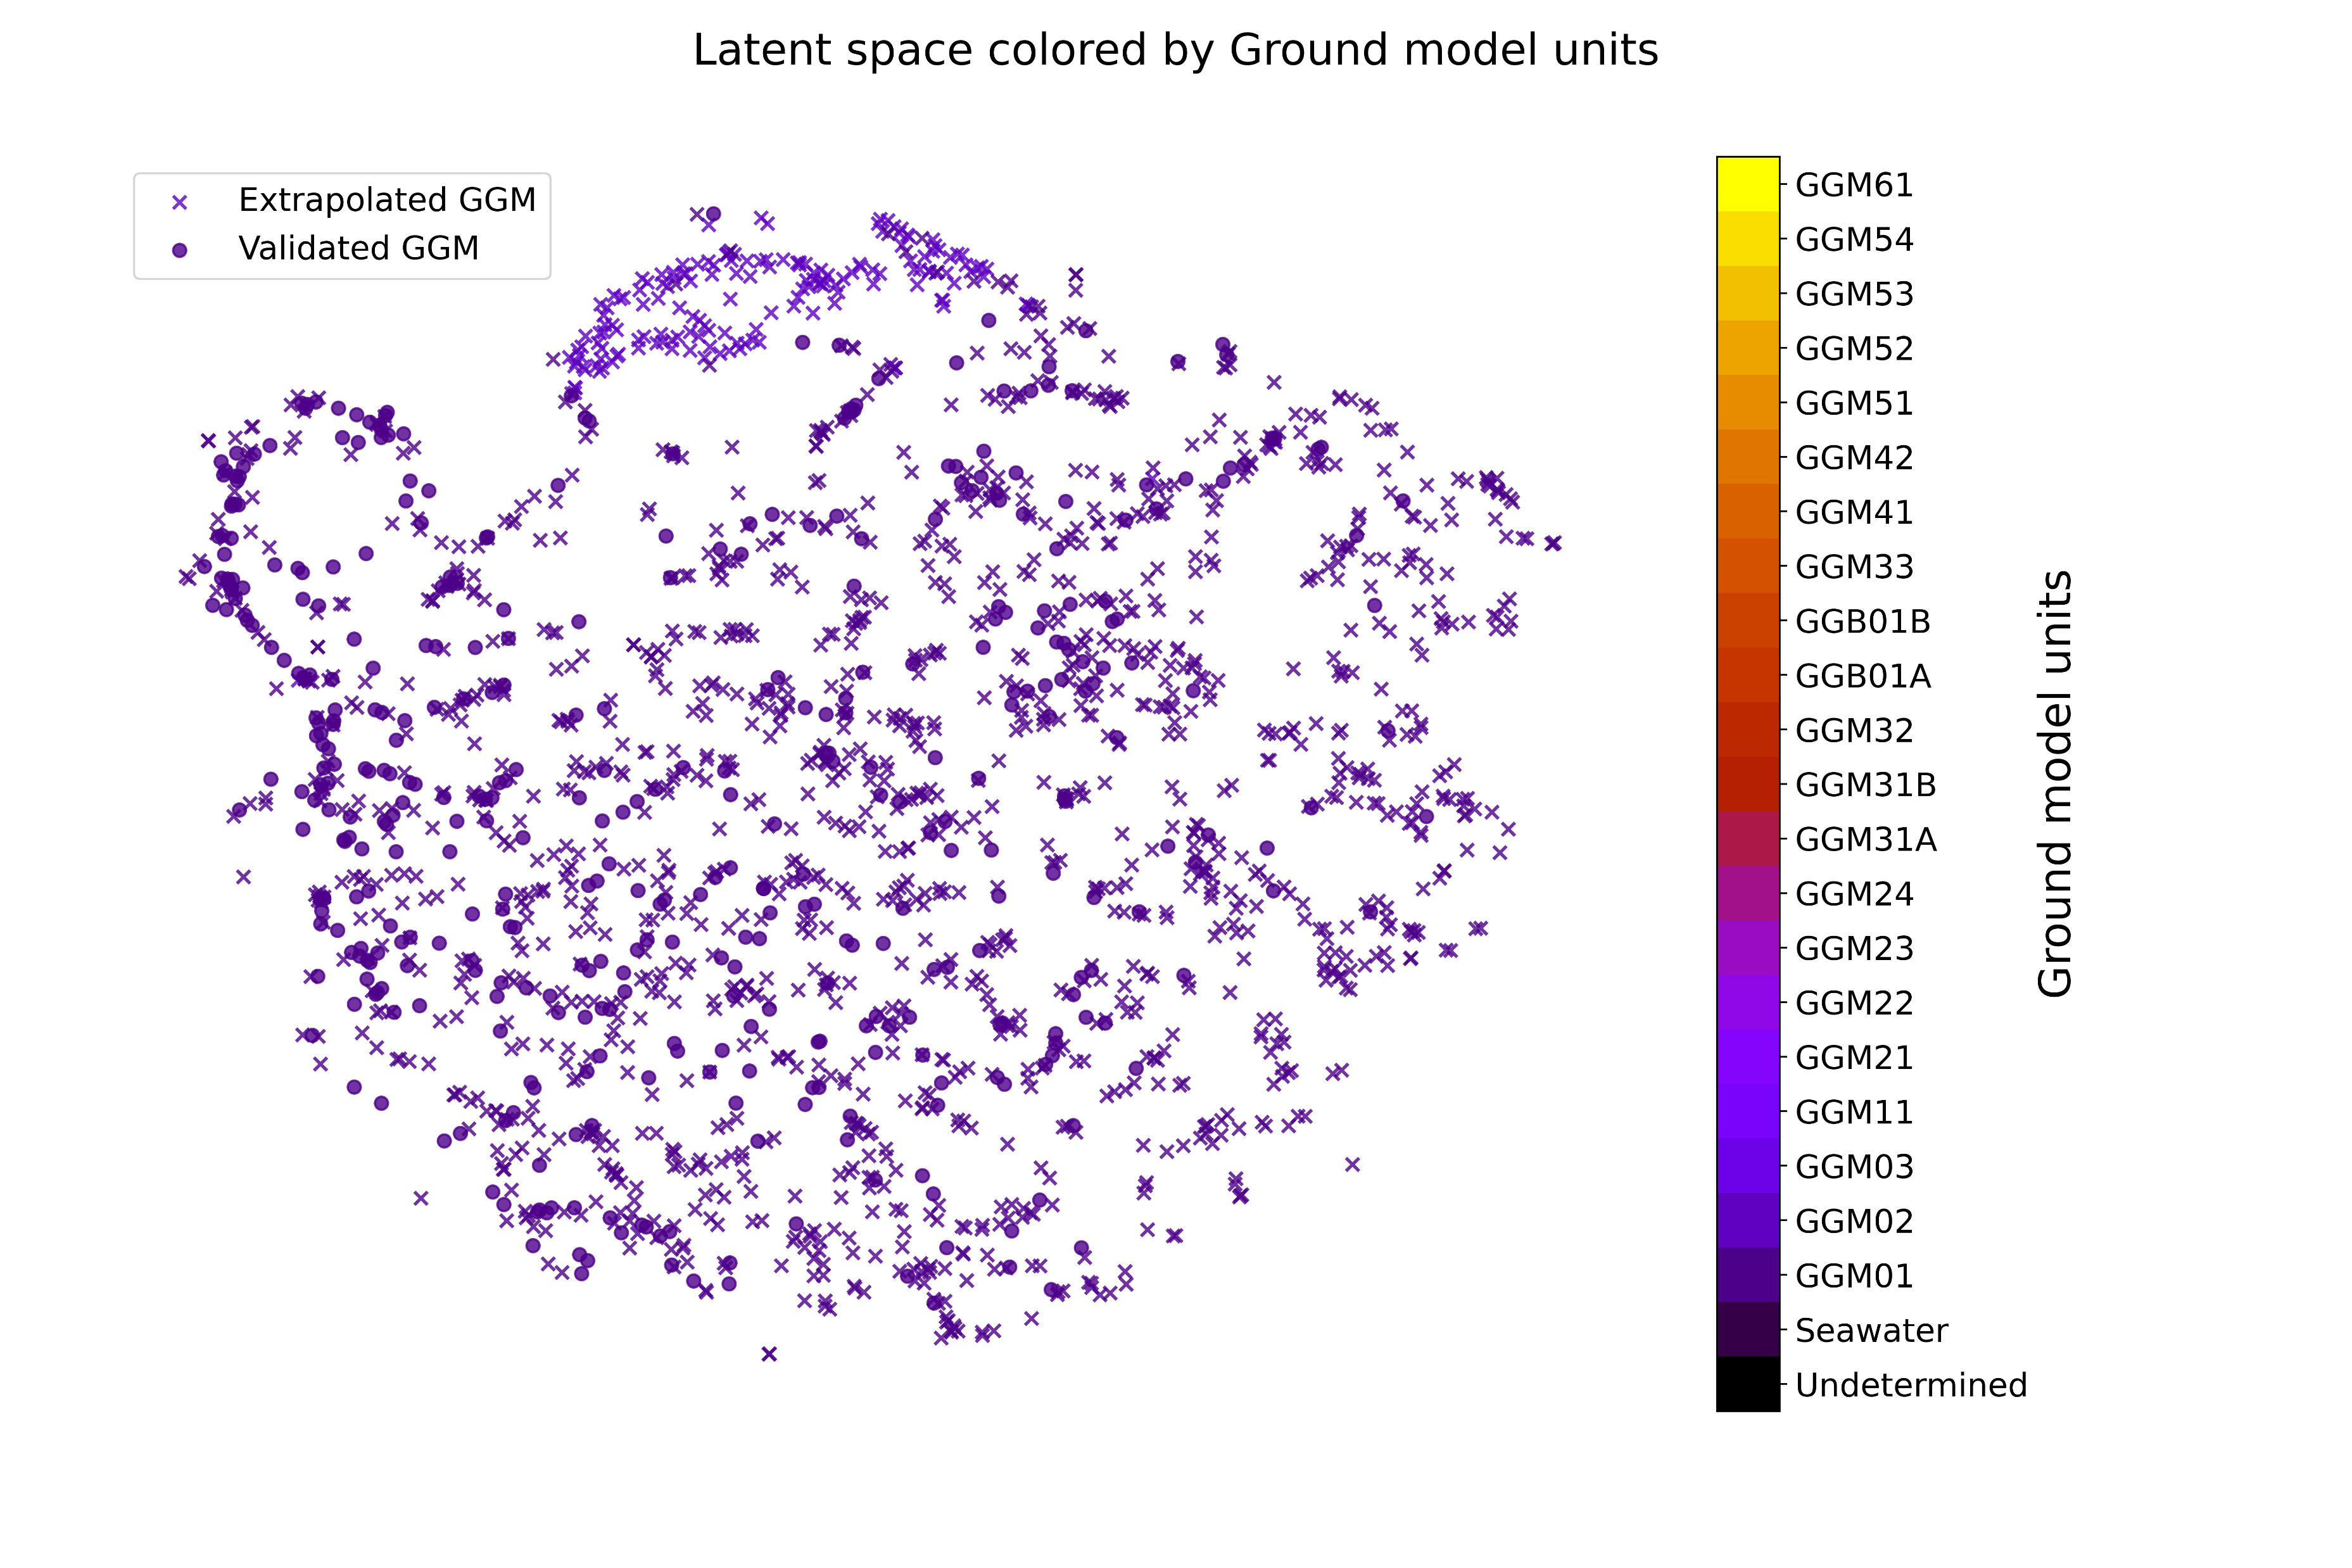 Latent space colored by Ground model units
Extrapolated GGM
Validated GGM
GGM61
GGM54
GGM53
GGM52
GGM51
GGM42
GGM41
GGM33
GGB01B
GGB01A
GGM32
GGM31B
GGM31A
GGM24
GGM23
GGM22
GGM21
GGM11
GGM03
GGM02
GGM01
Seawater
Undetermined
Ground model units